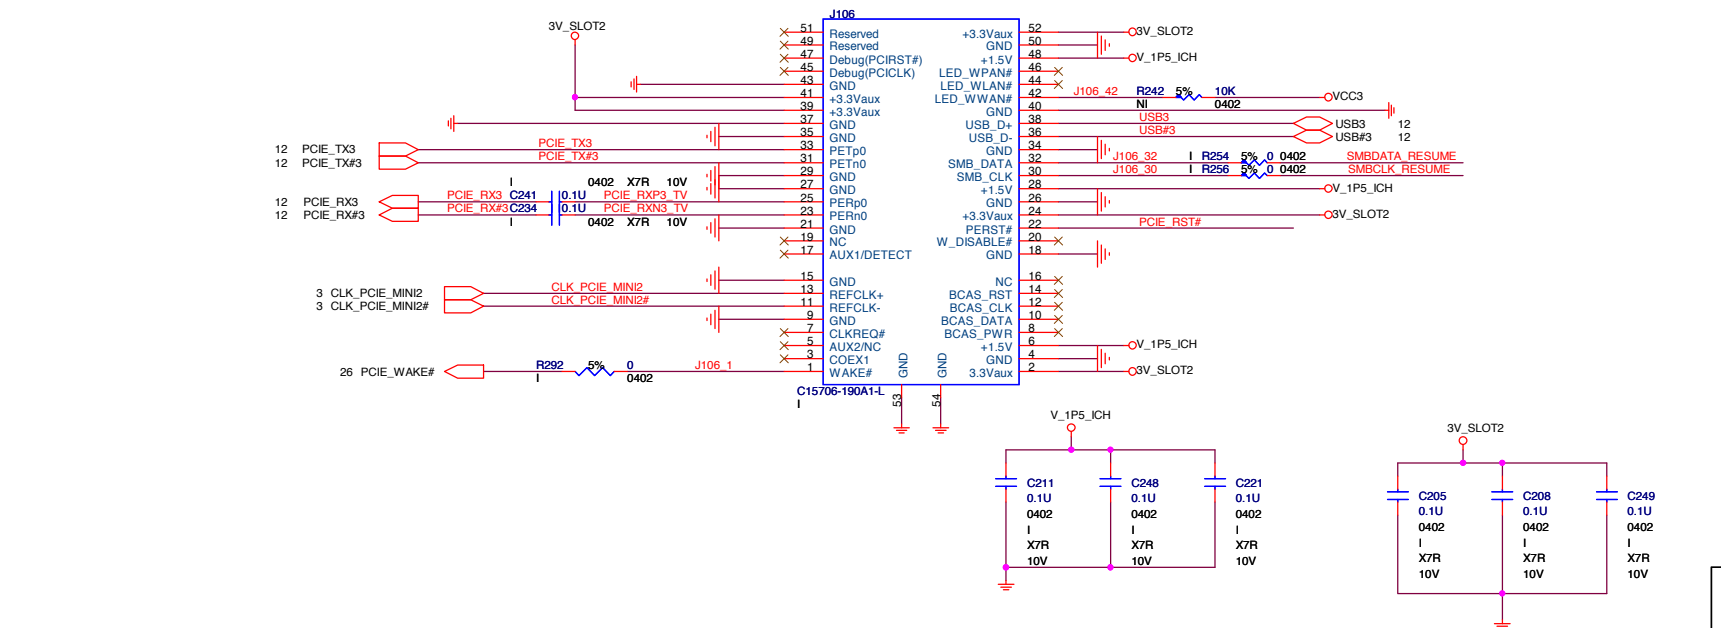 J106
3V_SLOT2
51 Reserved +3.3Vaux 52 3V_SLOT2
49 Reserved GND 50
47 Debug(PCIRST#) +1.5V 48 V_1P5_ICH
45 Debug(PCICLK) LED_WPAN# 46
43 GND LED_WLAN# 44
41 +3.3Vaux LED_WWAN# 42 J106_42 R242 5% 10K VCC3
NI 0402
39 +3.3Vaux GND 40
37 GND USB_D+ 38 USB3 USB3 12
35 GND USB_D- 36 USB#3 USB#3 12
12 PCIE_TX3 PCIE_TX3 33 PETp0 GND 34
12 PCIE_TX#3 PCIE_TX#3 31 PETn0 SMB_DATA 32 J106_32 I R254 5% 0 0402 SMBDATA_RESUME
29 GND SMB_CLK 30 J106_30 I R256 5% 0 0402 SMBCLK_RESUME
I 0402 X7R 10V
27 GND +1.5V 28 V_1P5_ICH
12 PCIE_RX3 PCIE_RX3 C241 0.1U PCIE_RXP3_TV 25 PERp0 GND 26
12 PCIE_RX#3 PCIE_RX#3 C234 0.1U PCIE_RXN3_TV 23 PERn0 +3.3Vaux 24 3V_SLOT2
I 0402 X7R 10V
21 GND PERST# 22 PCIE_RST#
19 NC W_DISABLE# 20
17 AUX1/DETECT GND 18
15 GND NC 16
3 CLK_PCIE_MINI2 CLK_PCIE_MINI2 13 REFCLK+ BCAS_RST 14
3 CLK_PCIE_MINI2# CLK_PCIE_MINI2# 11 REFCLK- BCAS_CLK 12
9 GND BCAS_DATA 10
7 CLKREQ# BCAS_PWR 8
5 AUX2/NC +1.5V 6 V_1P5_ICH
3 COEX1 GND GND GND 4
26 PCIE_WAKE# R292 5% 0 J106_1 1 WAKE# 3.3Vaux 2 3V_SLOT2
I 0402
C15706-190A1-L
I
53 54
V_1P5_ICH
C211 C248 C221
0.1U 0.1U 0.1U
0402 0402 0402
I I I
X7R X7R X7R
10V 10V 10V
3V_SLOT2
C205 C208 C249
0.1U 0.1U 0.1U
0402 0402 0402
I I I
X7R X7R X7R
10V 10V 10V